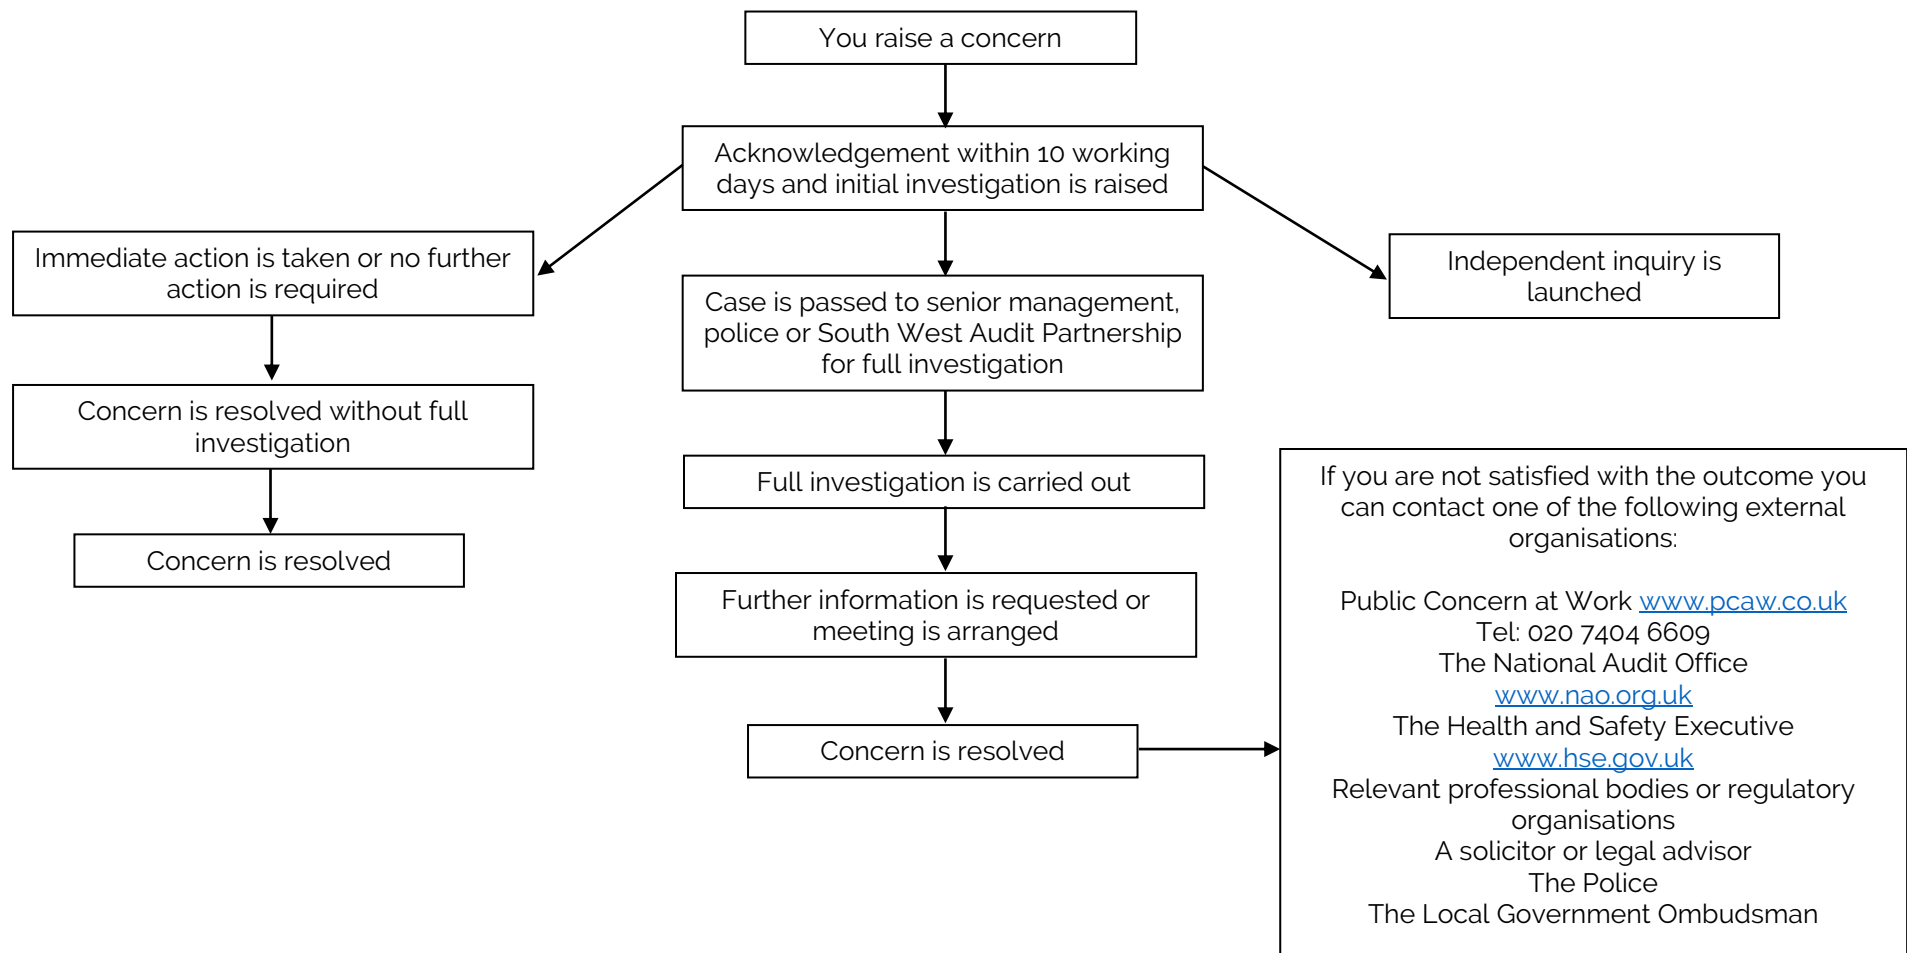 You raise a concern
Acknowledgement within 10 working
days and initial investigation is raised
Immediate action is taken or no further
action is required
Independent inquiry is
launched
Case is passed to senior management,
police or South West Audit Partnership
for full investigation
Concern is resolved without full
investigation
Full investigation is carried out
Concern is resolved
Further information is requested or
meeting is arranged
Concern is resolved
If you are not satisfied with the outcome you
can contact one of the following external
organisations:
Public Concern at Work www.pcaw.co.uk
Tel: 020 7404 6609
The National Audit Office
www.nao.org.uk
The Health and Safety Executive
www.hse.gov.uk
Relevant professional bodies or regulatory
organisations
A solicitor or legal advisor
The Police
The Local Government Ombudsman